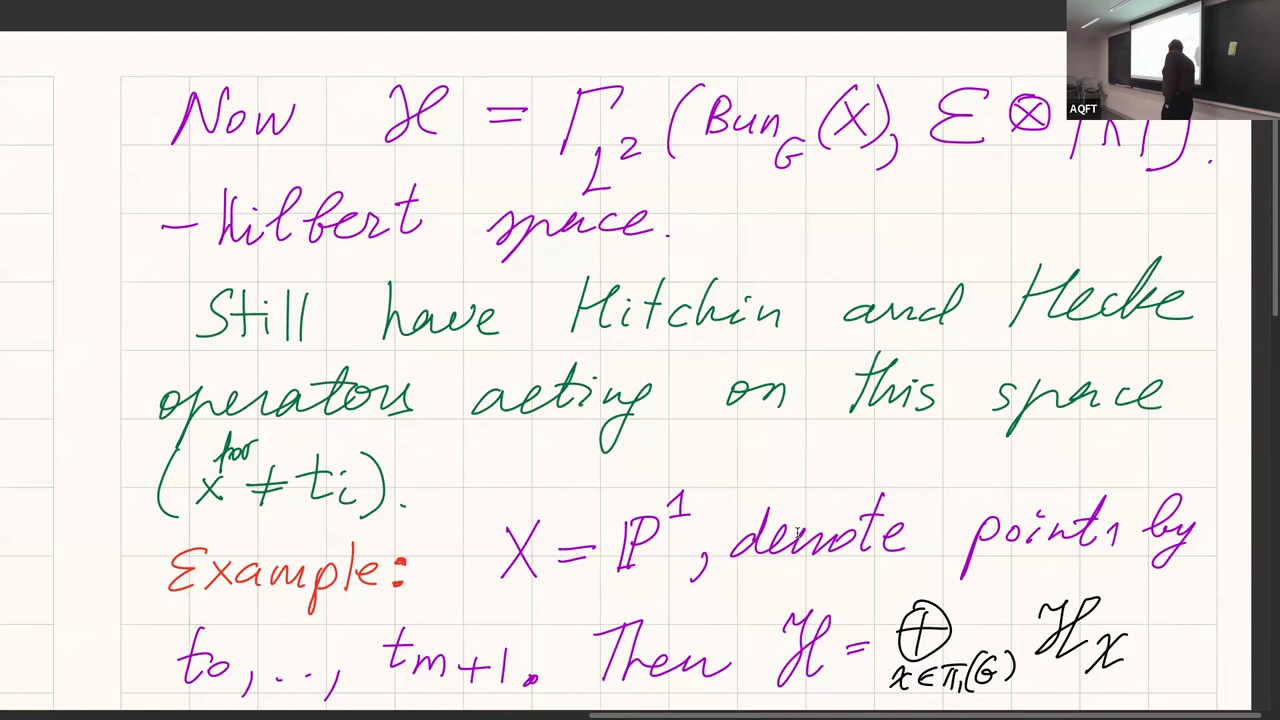 Now ℋ = Γ_{L²}(Bun_G(X), ℰ ⊗
AQFT
- Hilbert space.
Still have Hitchin and Hecke
operators acting on this space
(for x ≠ t_i).
Example: X = ℙ¹, denote points by
t_0, .., t_{m+1}. Then ℋ = ⊕_{x∈π_1(G)} ℋ_x